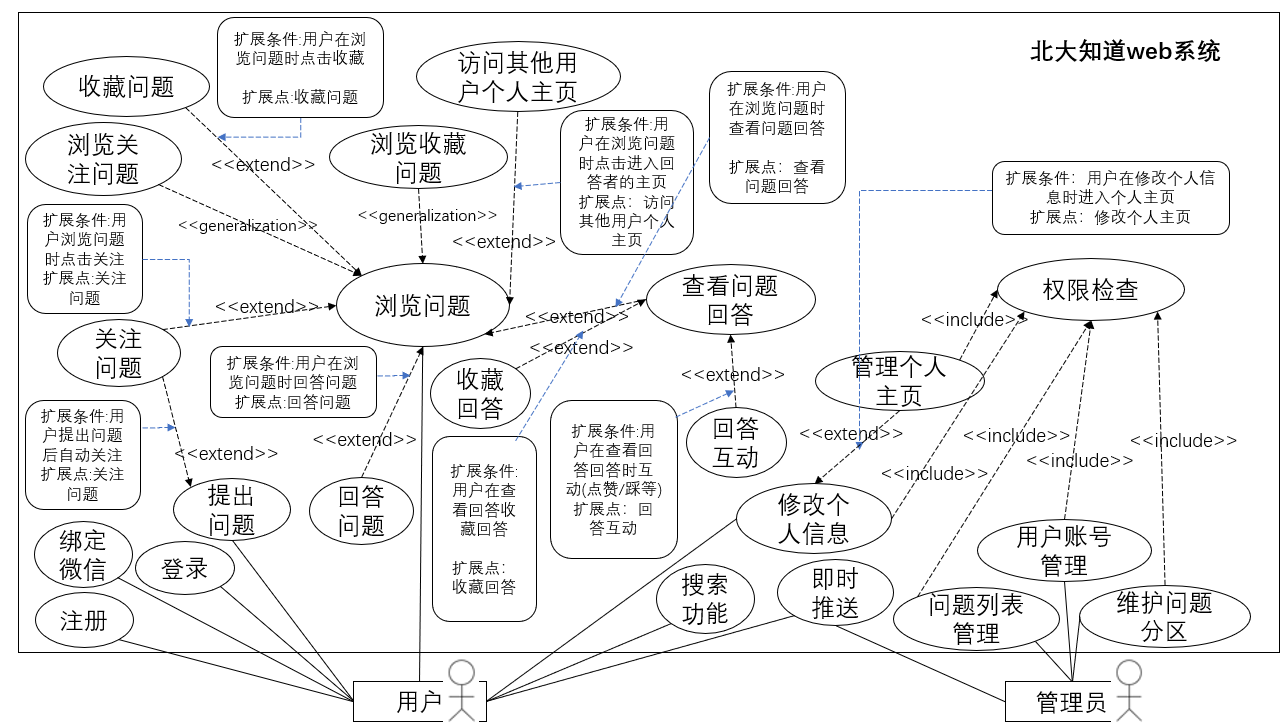 北大知道web系统
扩展条件:用户在浏
览问题时点击收藏
扩展点:收藏问题
收藏问题
访问其他用
户个人主页
扩展条件:用户
在浏览问题时
查看问题回答
扩展点：查看
问题回答
浏览关
注问题
<<extend>>
浏览收藏
问题
扩展条件:用
户在浏览问题
时点击进入回
答者的主页
扩展点：访问
其他用户个人
主页
扩展条件：用户在修改个人信
息时进入个人主页
扩展点：修改个人主页
<<generalization>>
<<generalization>>
<<extend>>
扩展条件:用
户浏览问题
时点击关注
扩展点:关注
问题
<<extend>>
浏览问题
<<extend>>
<<extend>>
查看问题
回答
权限检查
<<include>>
关注
问题
扩展条件:用户在浏
览问题时回答问题
扩展点:回答问题
收藏
回答
<<extend>>
管理个人
主页
扩展条件:用
户提出问题
后自动关注
扩展点:关注
问题
<<extend>>
<<extend>>
回答
互动
<<extend>>
<<include>>
<<include>>
<<include>>
<<include>>
扩展条件:
用户在查
看回答收
藏回答
扩展点：
收藏回答
扩展条件:用
户在查看回
答回答时互
动(点赞/踩等)
扩展点：回
答互动
提出
问题
回答
问题
修改个
人信息
绑定
微信
登录
注册
搜索
功能
即时
推送
用户账号
管理
问题列表
管理
维护问题
分区
用户
管理员